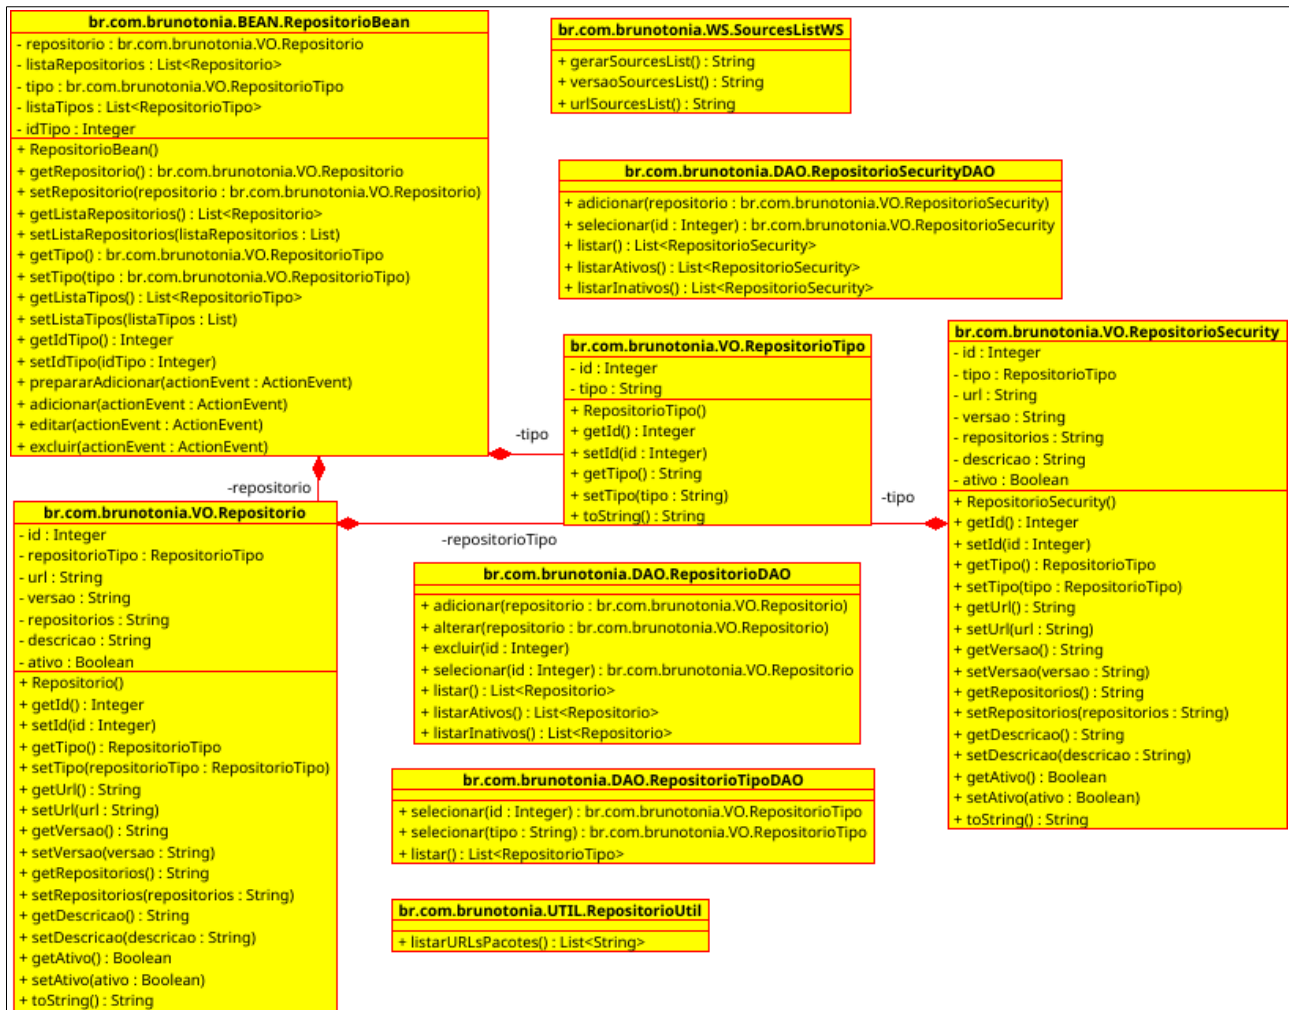 br.com.brunotonia.BEAN.RepositorioBean
- repositorio : br.com.brunotonia.VO.Repositorio
- listaRepositorios : List<Repositorio>
- tipo : br.com.brunotonia.VO.RepositorioTipo
- listaTipos : List<RepositorioTipo>
- idTipo : Integer
+ RepositorioBean()
+ getRepositorio() : br.com.brunotonia.VO.Repositorio
+ setRepositorio(repositorio : br.com.brunotonia.VO.Repositorio)
+ getListaRepositorios() : List<Repositorio>
+ setListaRepositorios(listaRepositorios : List)
+ getTipo() : br.com.brunotonia.VO.RepositorioTipo
+ setTipo(tipo : br.com.brunotonia.VO.RepositorioTipo)
+ getListaTipos() : List<RepositorioTipo>
+ setListaTipos(listaTipos : List)
+ getIdTipo() : Integer
+ setIdTipo(idTipo : Integer)
+ prepararAdicionar(actionEvent : ActionEvent)
+ adicionar(actionEvent : ActionEvent)
+ editar(actionEvent : ActionEvent)
+ excluir(actionEvent : ActionEvent)
br.com.brunotonia.WS.SourcesListWS
+ gerarSourcesList() : String
+ versaoSourcesList() : String
+ urlSourcesList() : String
br.com.brunotonia.DAO.RepositorioSecurityDAO
+ adicionar(repositorio : br.com.brunotonia.VO.RepositorioSecurity)
+ selecionar(id : Integer) : br.com.brunotonia.VO.RepositorioSecurity
+ listar() : List<RepositorioSecurity>
+ listarAtivos() : List<RepositorioSecurity>
+ listarInativos() : List<RepositorioSecurity>
br.com.brunotonia.VO.RepositorioTipo
- id : Integer
- tipo : String
+ RepositorioTipo()
+ getId() : Integer
+ setId(id : Integer)
+ getTipo() : String
+ setTipo(tipo : String)
+ toString() : String
br.com.brunotonia.VO.RepositorioSecurity
- id : Integer
- tipo : RepositorioTipo
- url : String
- versao : String
- repositorios : String
- descricao : String
- ativo : Boolean
+ RepositorioSecurity()
+ getId() : Integer
+ setId(id : Integer)
+ getTipo() : RepositorioTipo
+ setTipo(tipo : RepositorioTipo)
+ getUrl() : String
+ setUrl(url : String)
+ getVersao() : String
+ setVersao(versao : String)
+ getRepositorios() : String
+ setRepositorios(repositorios : String)
+ getDescricao() : String
+ setDescricao(descricao : String)
+ getAtivo() : Boolean
+ setAtivo(ativo : Boolean)
+ toString() : String
-tipo
-repositorio
-tipo
-repositorioTipo
br.com.brunotonia.VO.Repositorio
- id : Integer
- repositorioTipo : RepositorioTipo
- url : String
- versao : String
- repositorios : String
- descricao : String
- ativo : Boolean
+ Repositorio()
+ getId() : Integer
+ setId(id : Integer)
+ getTipo() : RepositorioTipo
+ setTipo(repositorioTipo : RepositorioTipo)
+ getUrl() : String
+ setUrl(url : String)
+ getVersao() : String
+ setVersao(versao : String)
+ getRepositorios() : String
+ setRepositorios(repositorios : String)
+ getDescricao() : String
+ setDescricao(descricao : String)
+ getAtivo() : Boolean
+ setAtivo(ativo : Boolean)
+ toString() : String
br.com.brunotonia.DAO.RepositorioDAO
+ adicionar(repositorio : br.com.brunotonia.VO.Repositorio)
+ alterar(repositorio : br.com.brunotonia.VO.Repositorio)
+ excluir(id : Integer)
+ selecionar(id : Integer) : br.com.brunotonia.VO.Repositorio
+ listar() : List<Repositorio>
+ listarAtivos() : List<Repositorio>
+ listarInativos() : List<Repositorio>
br.com.brunotonia.DAO.RepositorioTipoDAO
+ selecionar(id : Integer) : br.com.brunotonia.VO.RepositorioTipo
+ selecionar(tipo : String) : br.com.brunotonia.VO.RepositorioTipo
+ listar() : List<RepositorioTipo>
br.com.brunotonia.UTIL.RepositorioUtil
+ listarURLsPacotes() : List<String>